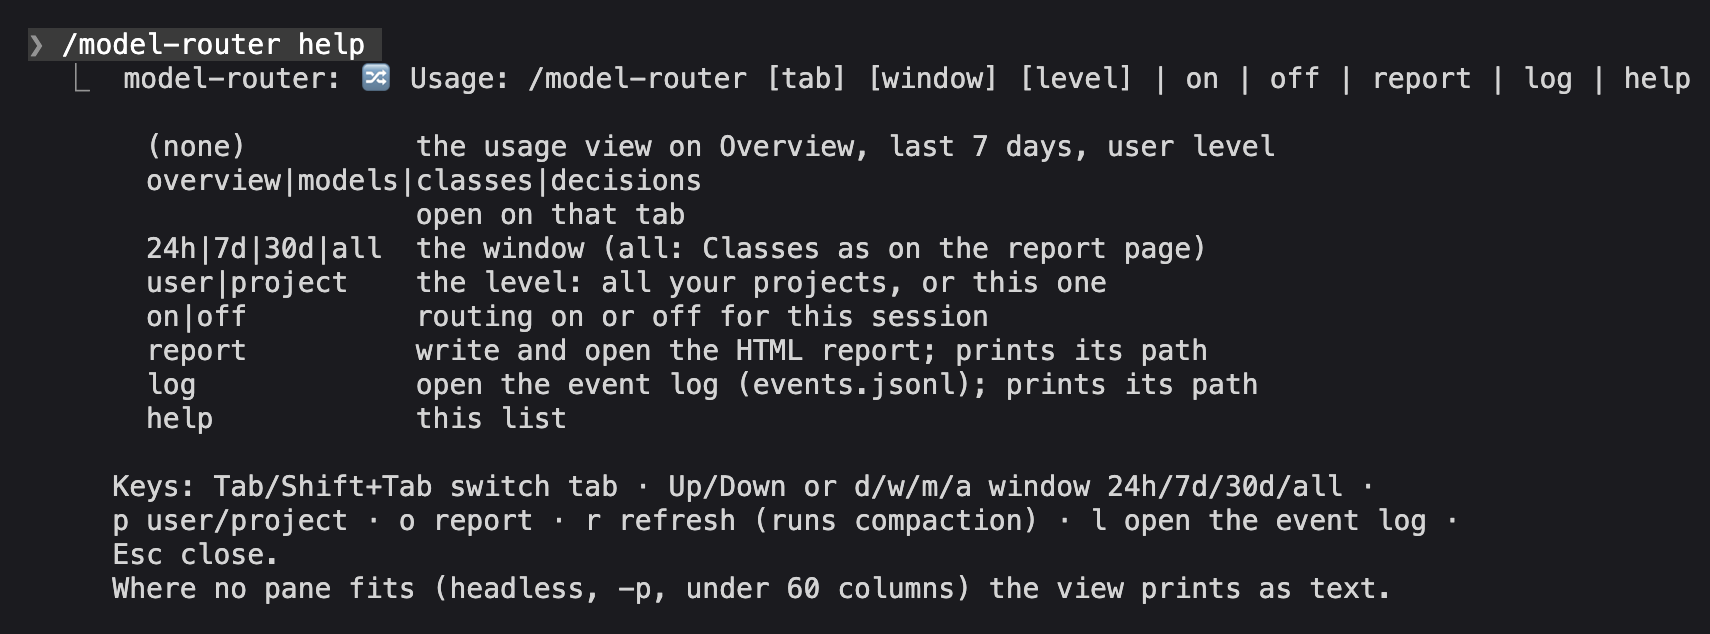 ❯ /model-router help
⎿  model-router: 🔀 Usage: /model-router [tab] [window] [level] | on | off | report | log | help
(none)          the usage view on Overview, last 7 days, user level
overview|models|classes|decisions
                open on that tab
24h|7d|30d|all  the window (all: Classes as on the report page)
user|project    the level: all your projects, or this one
on|off          routing on or off for this session
report          write and open the HTML report; prints its path
log             open the event log (events.jsonl); prints its path
help            this list
Keys: Tab/Shift+Tab switch tab · Up/Down or d/w/m/a window 24h/7d/30d/all ·
p user/project · o report · r refresh (runs compaction) · l open the event log ·
Esc close.
Where no pane fits (headless, -p, under 60 columns) the view prints as text.